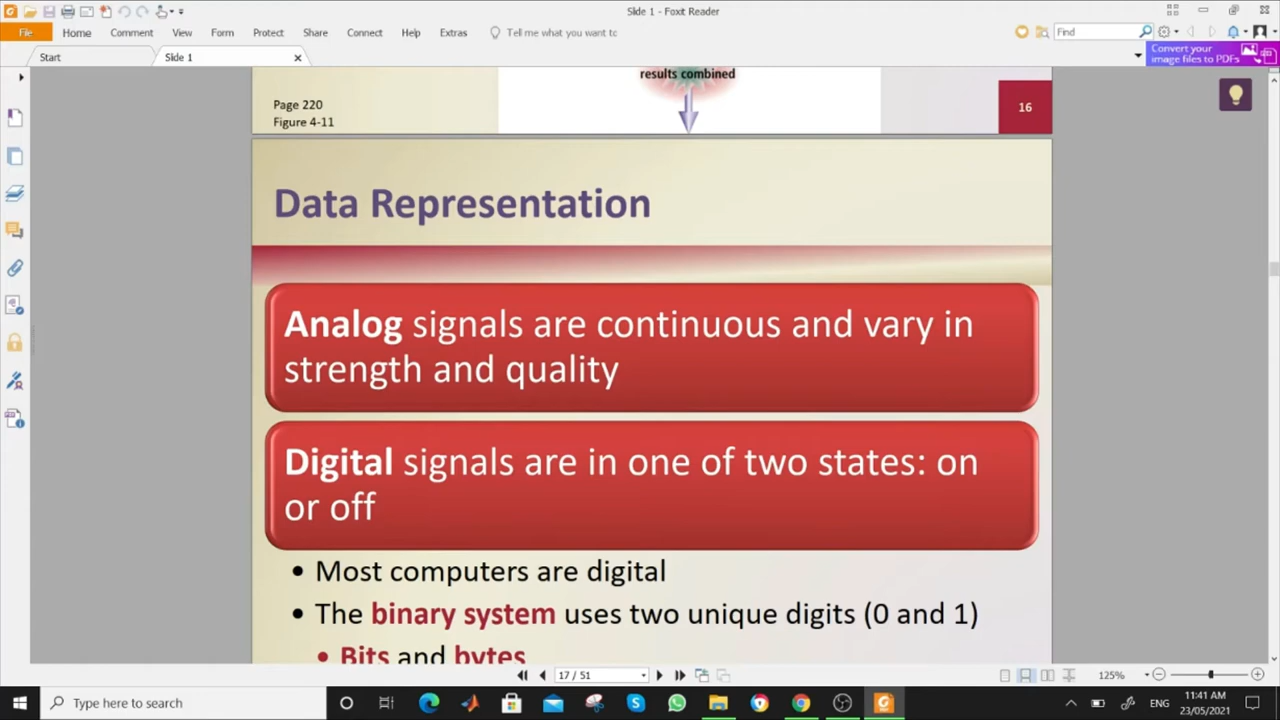 Slide 1 - Foxit Reader
File Home Comment View Form Protect Share Connect Help Extras Tell me what you want to Find
Start Slide 1
Convert your
image files to PDFs
results combined
Page 220
Figure 4-11
16
Data Representation
Analog signals are continuous and vary in
strength and quality
Digital signals are in one of two states: on
or off
• Most computers are digital
• The binary system uses two unique digits (0 and 1)
• Bits and bytes
17 / 51
125%
Type here to search
ENG
11:41 AM
23/05/2021